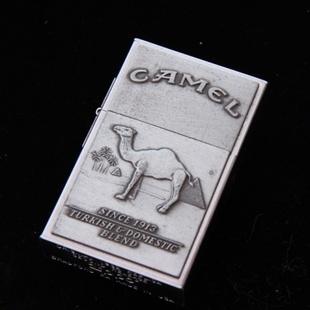 CAMEL
SINCE 1913
TURKISH & DOMESTIC
BLEND